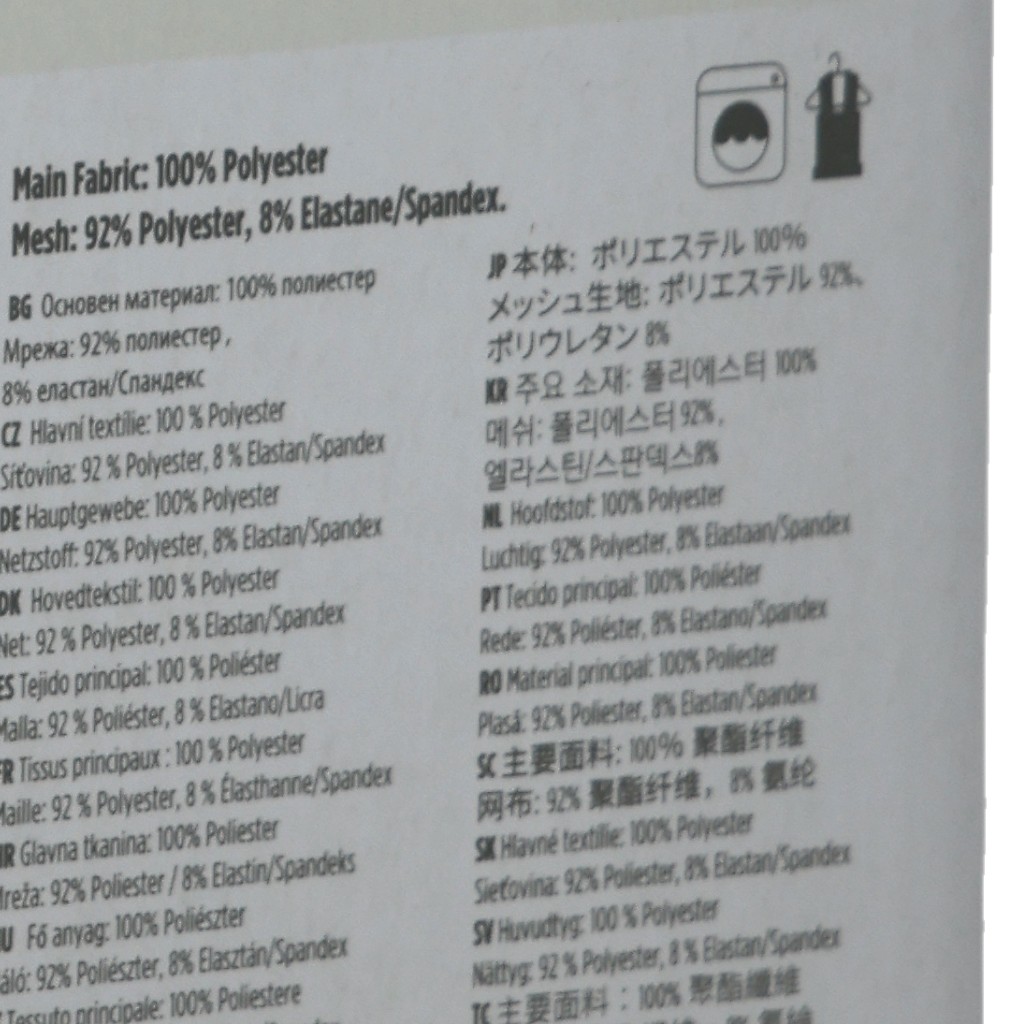 Main Fabric: 100% Polyester
Mesh: 92% Polyester, 8% Elastane/Spandex.
BG Основен материал: 100% полиестер
Мрежа: 92% полиестер,
8% еластан/Спандекс
CZ Hlavní textílie: 100 % Polyester
Síťovina: 92 % Polyester, 8 % Elastan/Spandex
DE Hauptgewebe: 100% Polyester
Netzstoff: 92% Polyester, 8% Elastan/Spandex
DK Hovedtekstil: 100 % Polyester
Net: 92 % Polyester, 8 % Elastan/Spandex
ES Tejido principal: 100 % Poliéster
Malla: 92 % Poliéster, 8 % Elastano/Licra
FR Tissus principaux : 100 % Polyester
Maille: 92 % Polyester, 8 % Élasthanne/Spandex
HR Glavna tkanina: 100% Poliester
Mreža: 92% Poliester / 8% Elastin/Spandeks
HU Fő anyag: 100% Poliészter
Háló: 92% Poliészter, 8% Elasztán/Spandex
Tessuto principale: 100% Poliestere
JP 本体: ポリエステル 100%
メッシュ生地: ポリエステル 92%、
ポリウレタン 8%
KR 주요 소재: 폴리에스터 100%
메쉬: 폴리에스터 92%,
엘라스틴/스판덱스8%
NL Hoofdstof: 100% Polyester
Luchtig: 92% Polyester, 8% Elastaan/Spandex
PT Tecido principal: 100% Poliéster
Rede: 92% Poliéster, 8% Elastano/Spandex
RO Material principal: 100% Poliester
Plasă: 92% Poliester, 8% Elastan/Spandex
SC 主要面料: 100% 聚酯纤维
网布: 92% 聚酯纤维，8% 氨纶
SK Hlavné textílie: 100% Polyester
Sieťovina: 92% Polyester, 8% Elastan/Spandex
SV Huvudtyg: 100 % Polyester
Nättyg: 92 % Polyester, 8 % Elastan/Spandex
TC 主要面料：100% 聚酯纖維